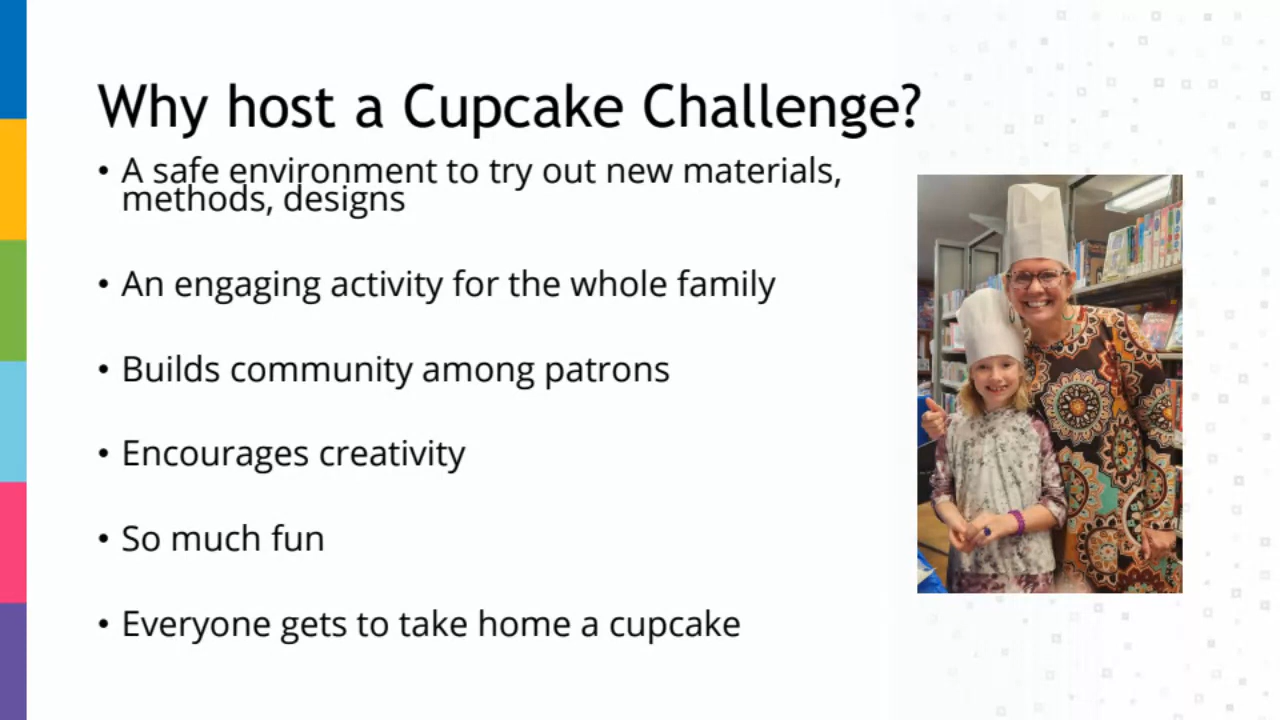 Why host a Cupcake Challenge?
• A safe environment to try out new materials,
methods, designs
• An engaging activity for the whole family
• Builds community among patrons
• Encourages creativity
• So much fun
• Everyone gets to take home a cupcake